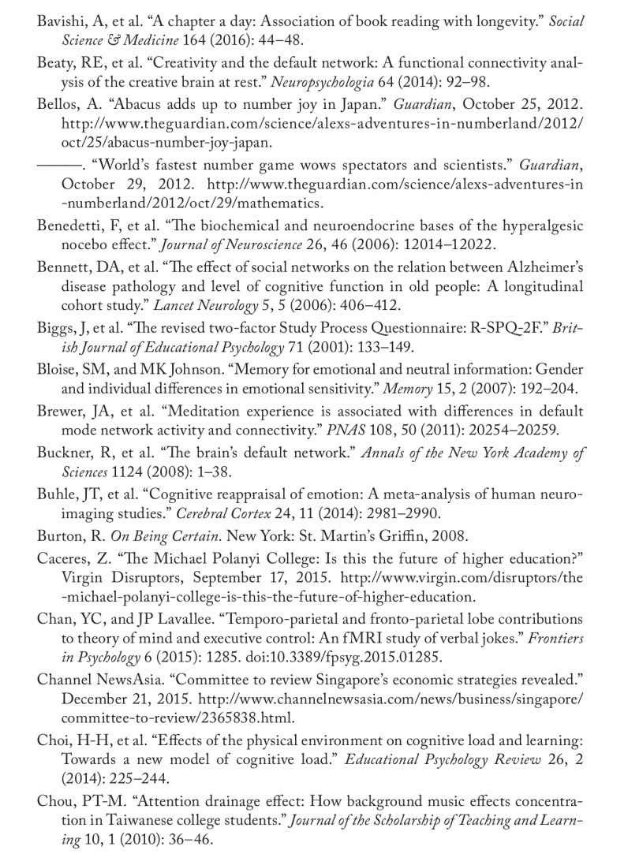 Bavishi, A, et al. “A chapter a day: Association of book reading with longevity.” Social
Science & Medicine 164 (2016): 44–48.
Beaty, RE, et al. “Creativity and the default network: A functional connectivity anal-
ysis of the creative brain at rest.” Neuropsychologia 64 (2014): 92–98.
Bellos, A. “Abacus adds up to number joy in Japan.” Guardian, October 25, 2012.
http://www.theguardian.com/science/alexs-adventures-in-numberland/2012/
oct/25/abacus-number-joy-japan.
———. “World’s fastest number game wows spectators and scientists.” Guardian,
October 29, 2012. http://www.theguardian.com/science/alexs-adventures-in
-numberland/2012/oct/29/mathematics.
Benedetti, F, et al. “The biochemical and neuroendocrine bases of the hyperalgesic
nocebo effect.” Journal of Neuroscience 26, 46 (2006): 12014–12022.
Bennett, DA, et al. “The effect of social networks on the relation between Alzheimer’s
disease pathology and level of cognitive function in old people: A longitudinal
cohort study.” Lancet Neurology 5, 5 (2006): 406–412.
Biggs, J, et al. “The revised two-factor Study Process Questionnaire: R-SPQ-2F.” Brit-
ish Journal of Educational Psychology 71 (2001): 133–149.
Bloise, SM, and MK Johnson. “Memory for emotional and neutral information: Gender
and individual differences in emotional sensitivity.” Memory 15, 2 (2007): 192–204.
Brewer, JA, et al. “Meditation experience is associated with differences in default
mode network activity and connectivity.” PNAS 108, 50 (2011): 20254–20259.
Buckner, R, et al. “The brain’s default network.” Annals of the New York Academy of
Sciences 1124 (2008): 1–38.
Buhle, JT, et al. “Cognitive reappraisal of emotion: A meta-analysis of human neuro-
imaging studies.” Cerebral Cortex 24, 11 (2014): 2981–2990.
Burton, R. On Being Certain. New York: St. Martin’s Griffin, 2008.
Caceres, Z. “The Michael Polanyi College: Is this the future of higher education?”
Virgin Disruptors, September 17, 2015. http://www.virgin.com/disruptors/the
-michael-polanyi-college-is-this-the-future-of-higher-education.
Chan, YC, and JP Lavallee. “Temporo-parietal and fronto-parietal lobe contributions
to theory of mind and executive control: An fMRI study of verbal jokes.” Frontiers
in Psychology 6 (2015): 1285. doi:10.3389/fpsyg.2015.01285.
Channel NewsAsia. “Committee to review Singapore’s economic strategies revealed.”
December 21, 2015. http://www.channelnewsasia.com/news/business/singapore/
committee-to-review/2365838.html.
Choi, H-H, et al. “Effects of the physical environment on cognitive load and learning:
Towards a new model of cognitive load.” Educational Psychology Review 26, 2
(2014): 225–244.
Chou, PT-M. “Attention drainage effect: How background music effects concentra-
tion in Taiwanese college students.” Journal of the Scholarship of Teaching and Learn-
ing 10, 1 (2010): 36–46.